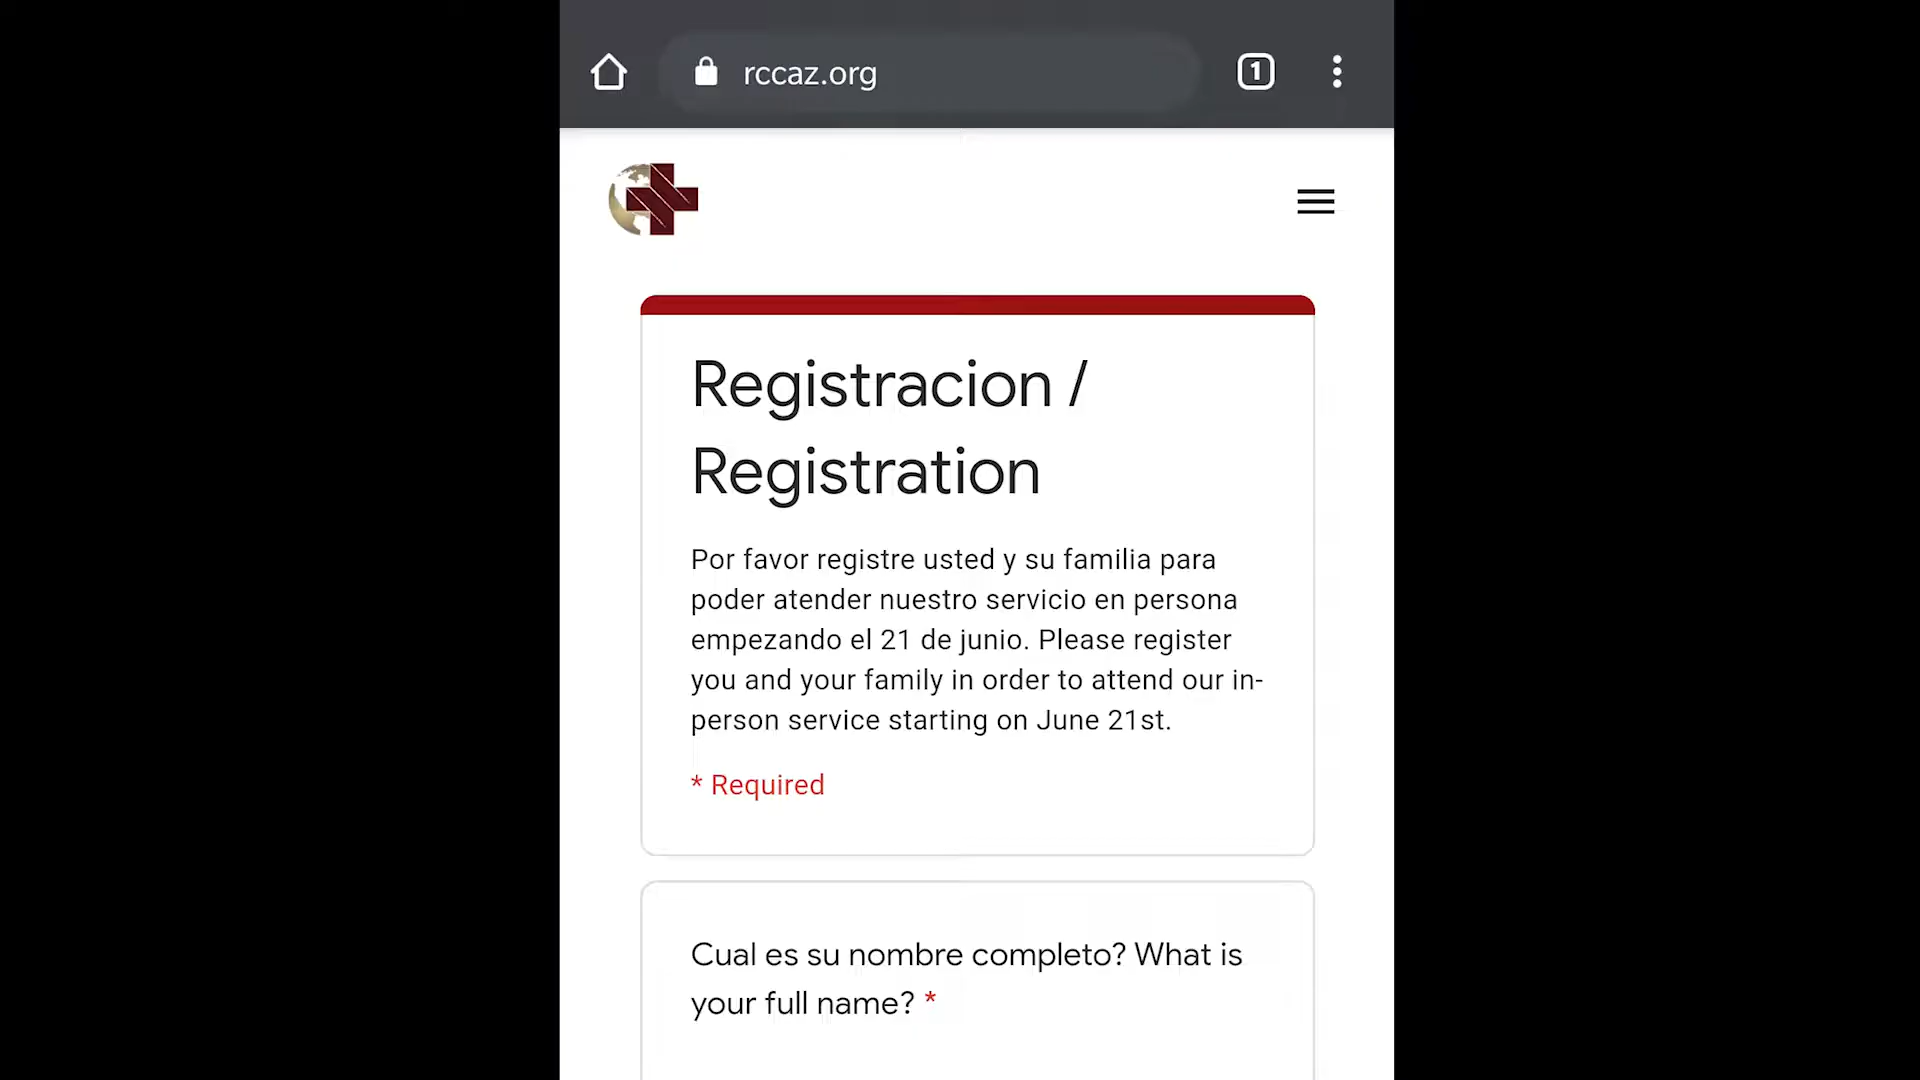 rccaz.org
1
Registracion /
Registration
Por favor registre usted y su familia para
poder atender nuestro servicio en persona
empezando el 21 de junio. Please register
you and your family in order to attend our in-
person service starting on June 21st.
* Required
Cual es su nombre completo? What is
your full name? *